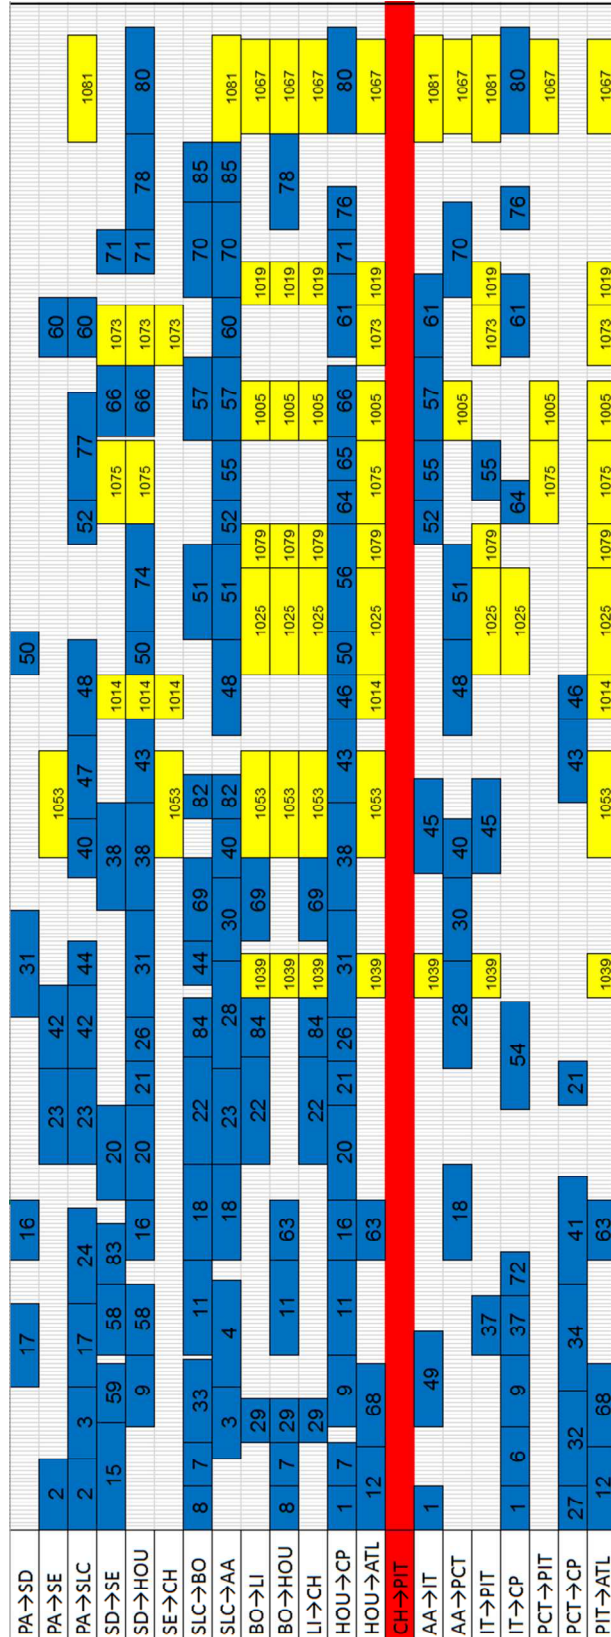 PA→SD 17 16 31 50
PA→SE 2 23 42 1053 60
PA→SLC 2 3 17 24 23 42 44 40 47 48 52 77 60 1081
SD→SE 15 59 58 83 20 38 1014 1075 66 1073 71
SD→HOU 9 58 16 20 21 26 31 38 43 1014 50 74 1075 66 1073 71 78 80
SE→CH 1053 1014 1073
SLC→BO 8 7 33 11 18 22 84 44 69 82 51 57 70 85
SLC→AA 3 4 18 23 28 30 40 82 48 51 52 55 57 60 70 85 1081
BO→LI 29 22 84 1039 69 1053 1025 1079 1005 1019 1067
BO→HOU 8 7 29 11 63 1039 1053 1025 1079 1005 1019 78 1067
LI→CH 29 22 84 1039 69 1053 1025 1079 1005 1019 1067
HOU→CP 1 7 9 11 16 20 21 26 31 38 43 46 50 56 64 65 66 61 71 76 80
HOU→ATL 12 68 63 1039 1053 1014 1025 1079 1075 1005 1073 1019 1067
CH→PIT
AA→IT 1 49 1039 45 52 55 57 61 1081
AA→PCT 18 28 30 40 48 51 1005 70 1067
IT→PIT 37 1039 45 1025 1079 55 1073 1019 1081
IT→CP 1 6 9 37 72 54 1025 64 61 76 80
PCT→PIT 1075 1005 1067
PCT→CP 27 32 34 41 21 43 46
PIT→ATL 12 68 63 1039 1053 1014 1025 1079 1075 1005 1073 1019 1067